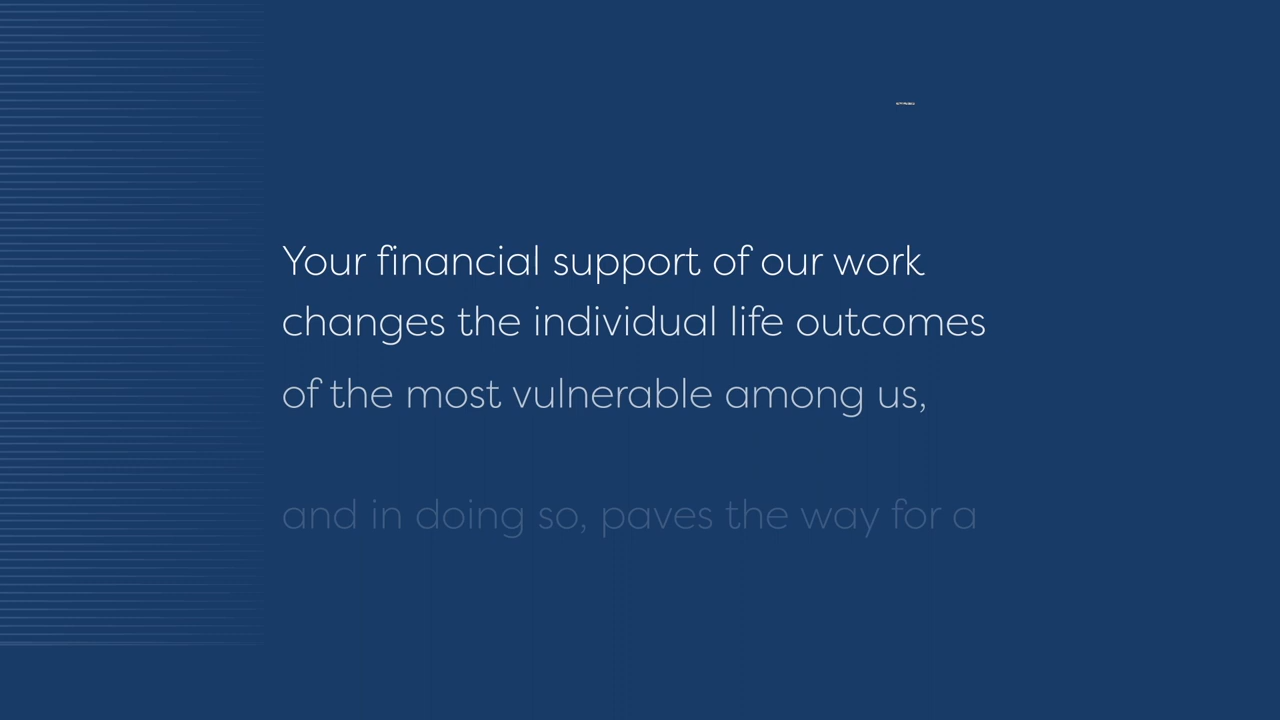 Your financial support of our work
changes the individual life outcomes
of the most vulnerable among us,
and in doing so, paves the way for a